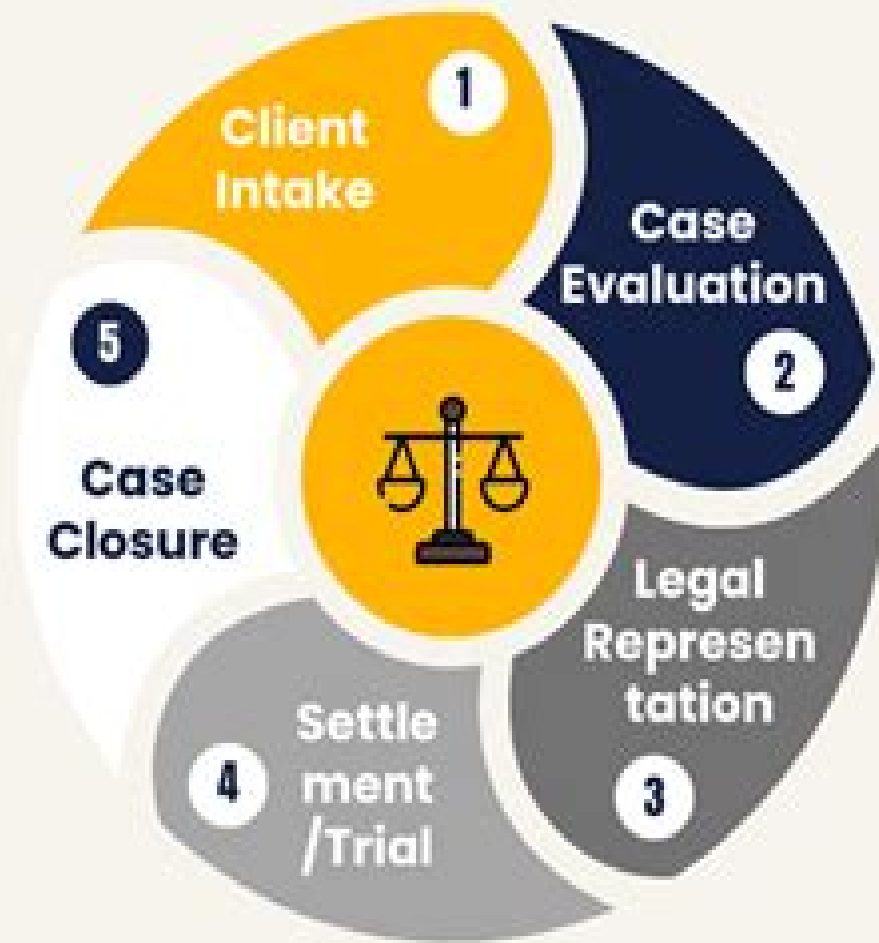 1
Client
Intake
Case
Evaluation
2
Legal
Represen
tation
3
Settle
ment
/Trial
4
5
Case
Closure